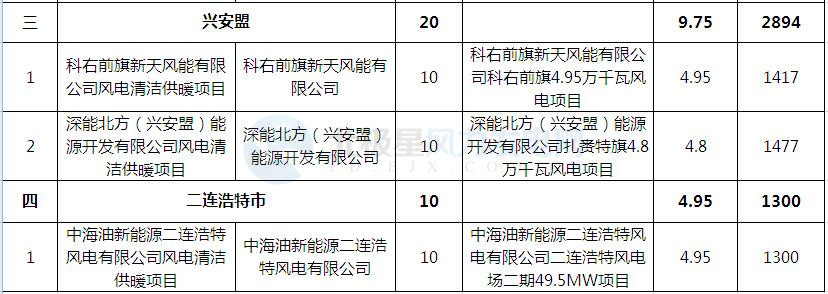 三 兴安盟 20 9.75 2894
1 科右前旗新天风能有限公司风电清洁供暖项目 科右前旗新天风能有限公司 10 科右前旗新天风能有限公司科右前旗4.95万千瓦风电项目 4.95 1417
2 深能北方（兴安盟）能源开发有限公司风电清洁供暖项目 深能北方（兴安盟）能源开发有限公司 10 深能北方（兴安盟）能源开发有限公司扎赉特旗4.8万千瓦风电项目 4.8 1477
四 二连浩特市 10 4.95 1300
1 中海油新能源二连浩特风电有限公司风电清洁供暖项目 中海油新能源二连浩特风电有限公司 10 中海油新能源二连浩特风电有限公司二连浩特风电场二期49.5MW项目 4.95 1300